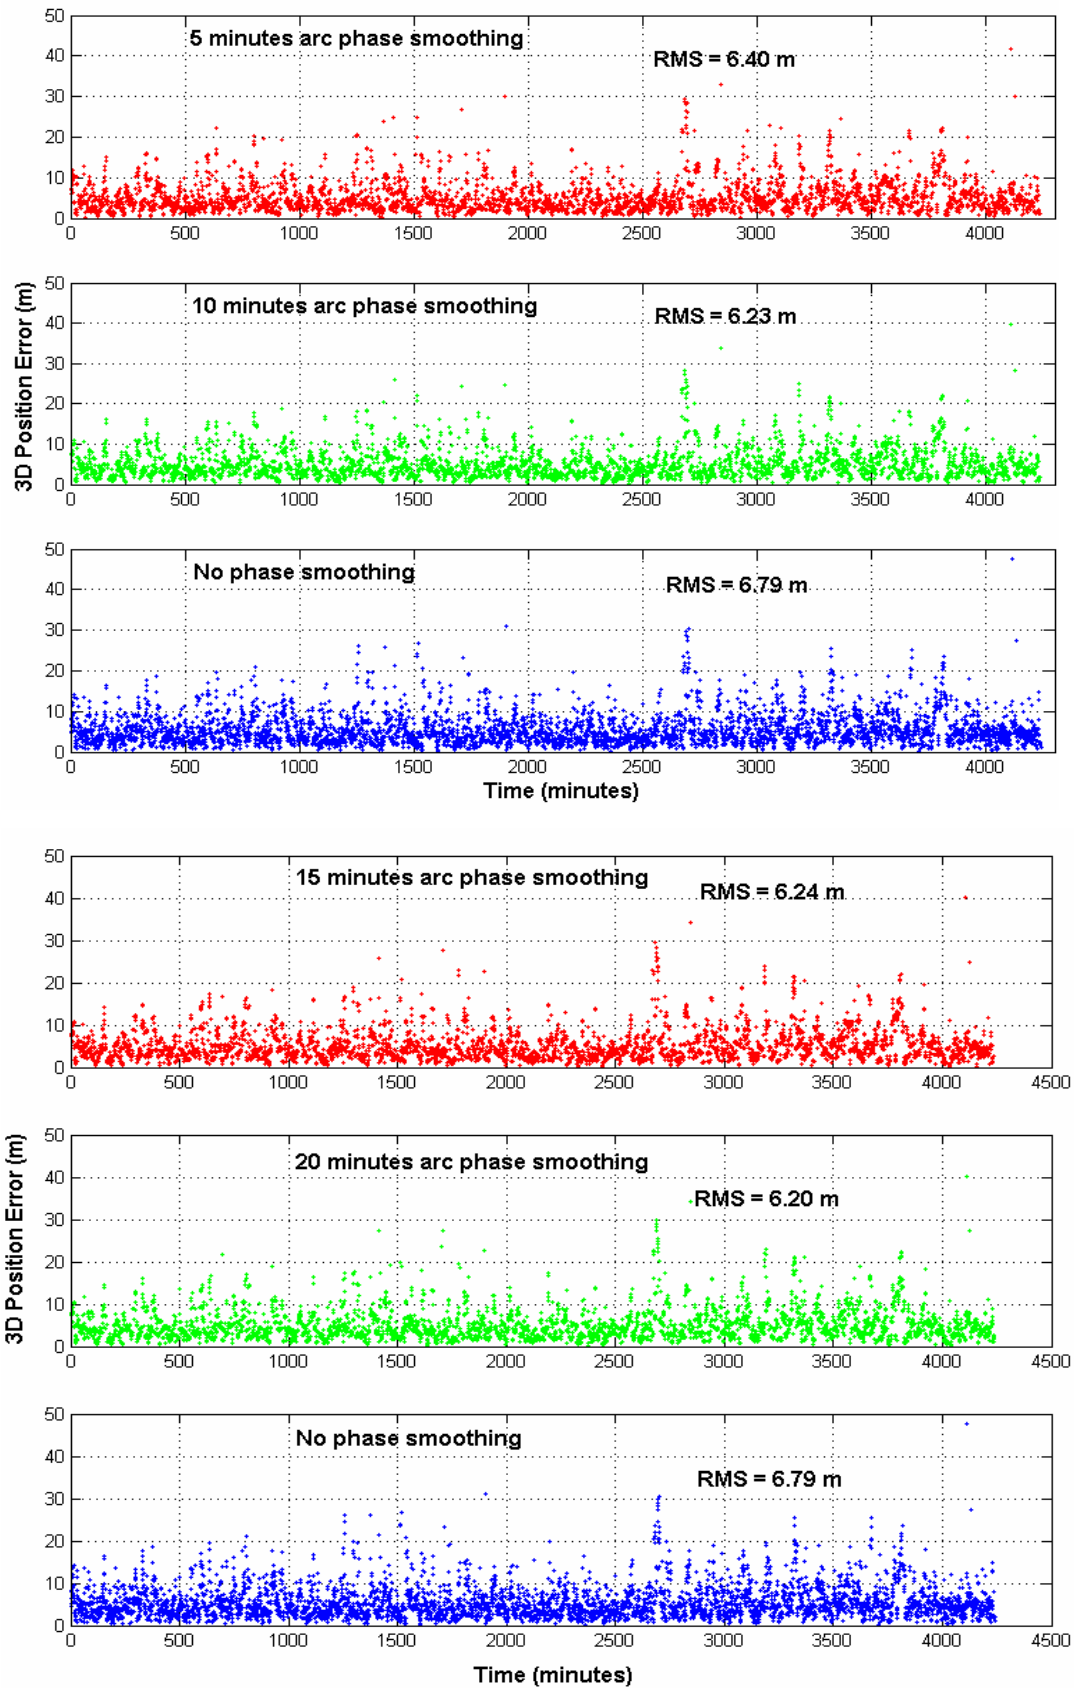 50
5 minutes arc phase smoothing
40
RMS = 6.40 m
30
20
10
0
0 500 1000 1500 2000 2500 3000 3500 4000
3D Position Error (m)
50
10 minutes arc phase smoothing
40
RMS = 6.23 m
30
20
10
0
0 500 1000 1500 2000 2500 3000 3500 4000
50
No phase smoothing
40
RMS = 6.79 m
30
20
10
0
0 500 1000 1500 2000 2500 3000 3500 4000
Time (minutes)
50
15 minutes arc phase smoothing
40
RMS = 6.24 m
30
20
10
0
0 500 1000 1500 2000 2500 3000 3500 4000 4500
3D Position Error (m)
50
20 minutes arc phase smoothing
40
RMS = 6.20 m
30
20
10
0
0 500 1000 1500 2000 2500 3000 3500 4000 4500
50
No phase smoothing
40
RMS = 6.79 m
30
20
10
0
0 500 1000 1500 2000 2500 3000 3500 4000 4500
Time (minutes)